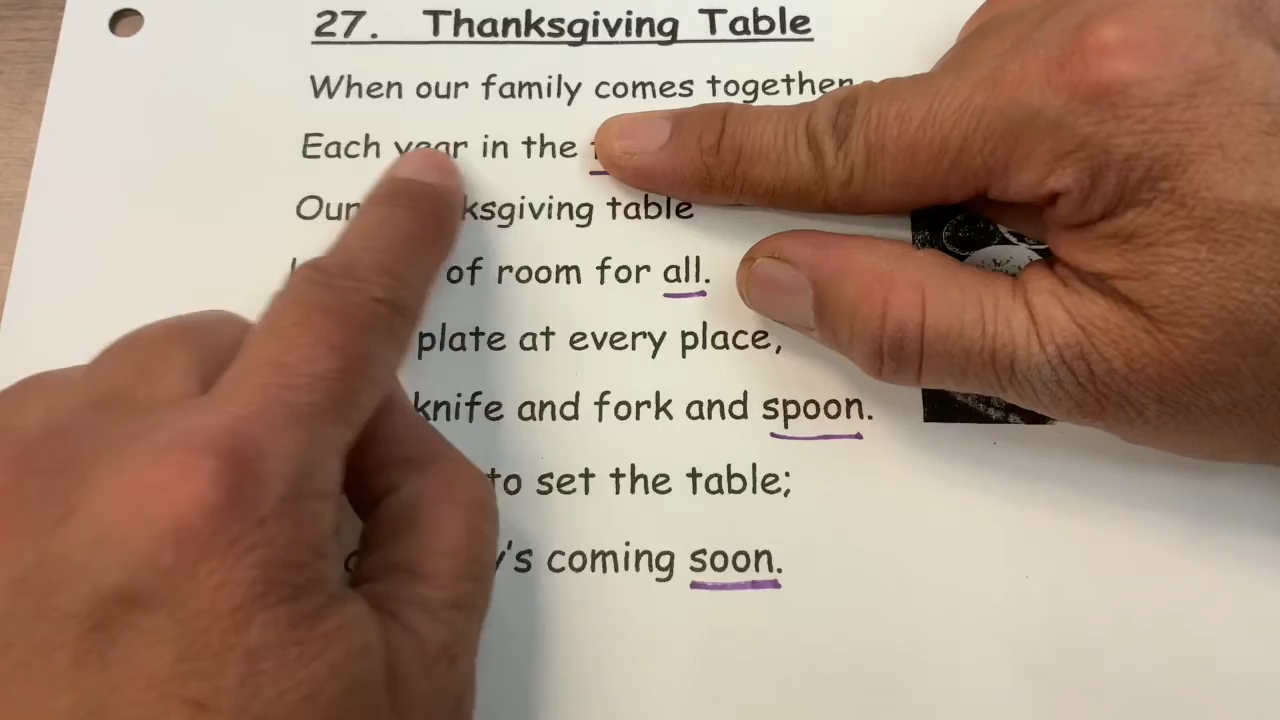 27. Thanksgiving Table
When our family comes together
Each year in the
Our table
of room for all.
plate at every place,
knife and fork and spoon.
to set the table;
coming soon.